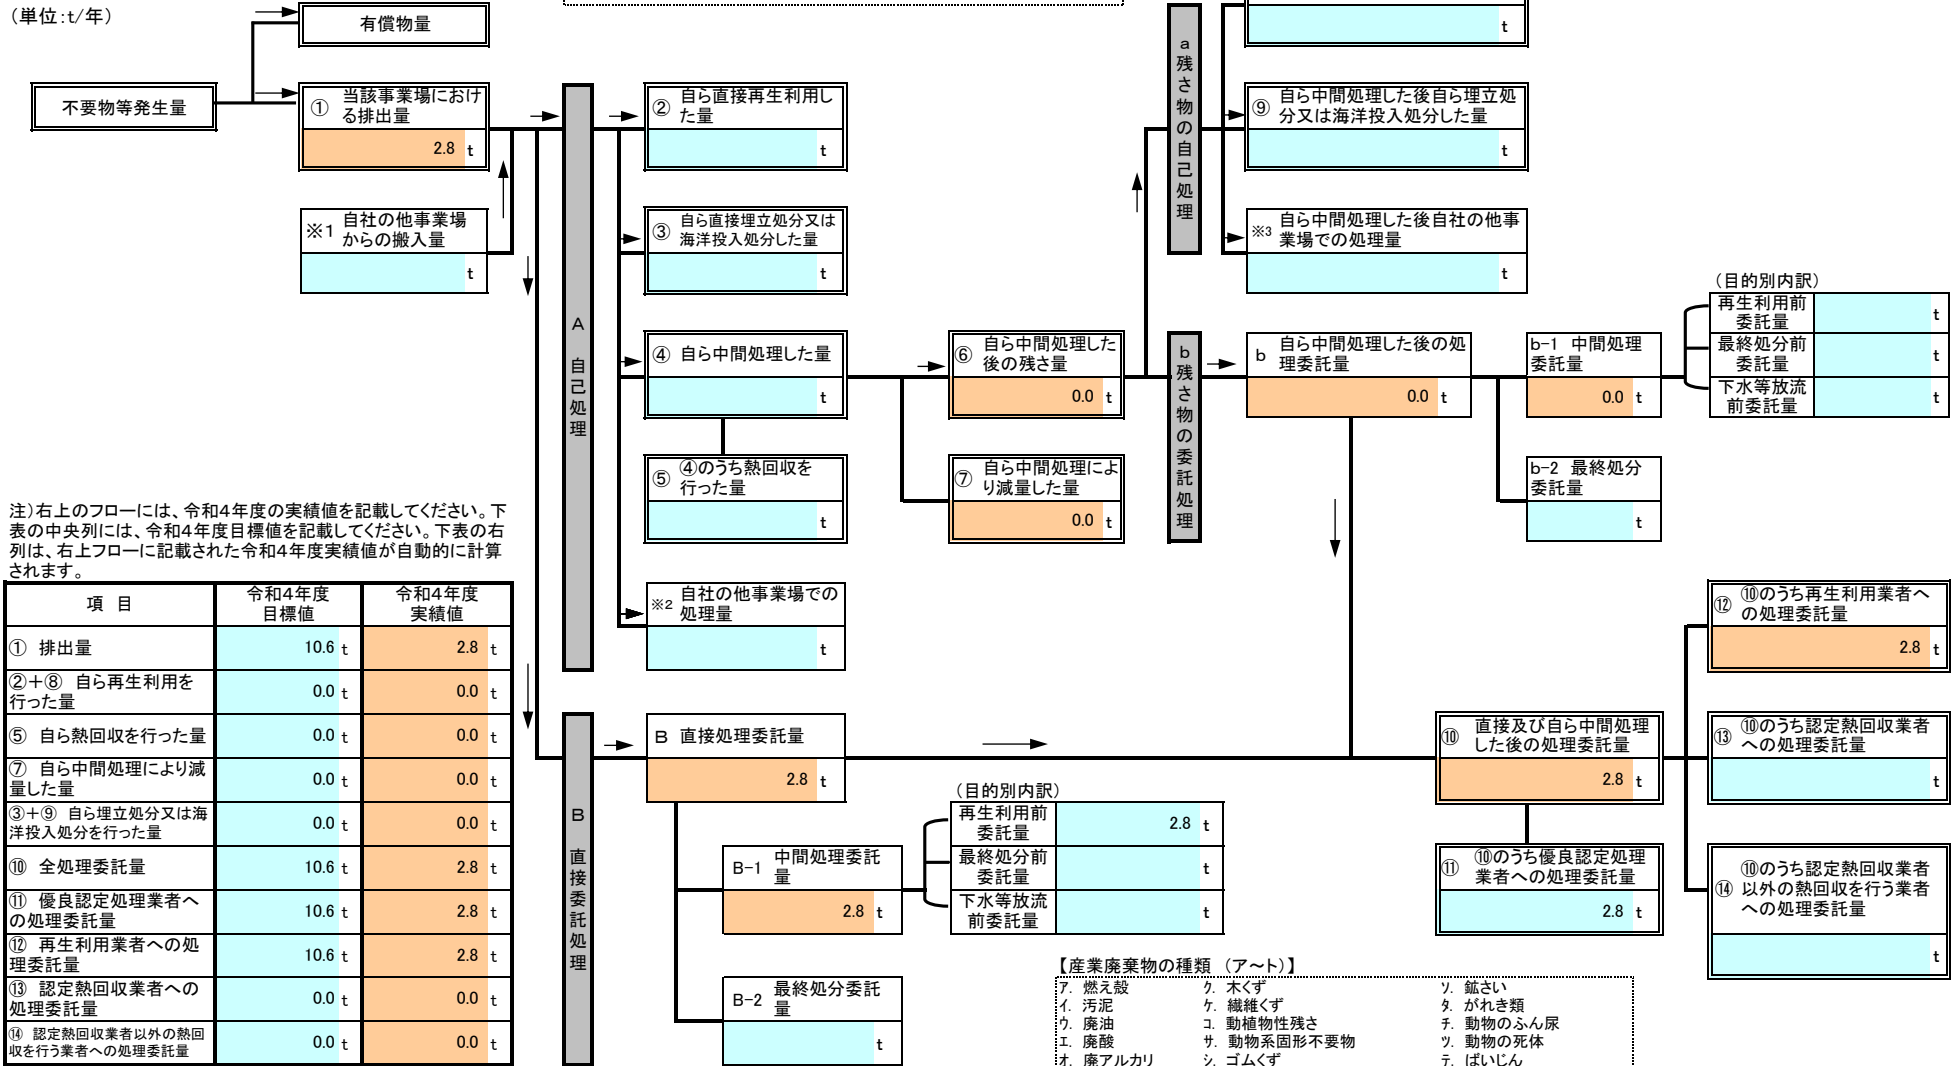 (単位:t/年)
有償物量
不要物等発生量
① 当該事業場におけ
る排出量
2.8 t
※1 自社の他事業場
からの搬入量
t
A 自己処理
② 自ら直接再生利用し
た量
t
③ 自ら直接埋立処分又は
海洋投入処分した量
t
④ 自ら中間処理した量
t
⑤ ④のうち熱回収を
行った量
t
※2 自社の他事業場での
処理量
t
⑥ 自ら中間処理した
後の残さ量
0.0 t
⑦ 自ら中間処理によ
り減量した量
0.0 t
a 残さ物の自己処理
t
⑨ 自ら中間処理した後自ら埋立処
分又は海洋投入処分した量
t
※3 自ら中間処理した後自社の他事
業場での処理量
t
b 残さ物の委託処理
b 自ら中間処理した後の処
理委託量
0.0 t
b-1 中間処理
委託量
0.0 t
b-2 最終処分
委託量
t
(目的別内訳)
再生利用前
委託量
t
最終処分前
委託量
t
下水等放流
前委託量
t
注)右上のフローには、令和4年度の実績値を記載してください。下
表の中央列には、令和4年度目標値を記載してください。下表の右
列は、右上フローに記載された令和4年度実績値が自動的に計算
されます。
項 目 令和4年度 令和4年度
目標値 実績値
① 排出量 10.6 t 2.8 t
②+⑧ 自ら再生利用を
行った量 0.0 t 0.0 t
⑤ 自ら熱回収を行った量 0.0 t 0.0 t
⑦ 自ら中間処理により減
量した量 0.0 t 0.0 t
③+⑨ 自ら埋立処分又は海
洋投入処分を行った量 0.0 t 0.0 t
⑩ 全処理委託量 10.6 t 2.8 t
⑪ 優良認定処理業者へ
の処理委託量 10.6 t 2.8 t
⑫ 再生利用業者への処
理委託量 10.6 t 2.8 t
⑬ 認定熱回収業者への
処理委託量 0.0 t 0.0 t
⑭ 認定熱回収業者以外の熱回
収を行う業者への処理委託量 0.0 t 0.0 t
B 直接委託処理
B 直接処理委託量
2.8 t
B-1 中間処理委託
量
2.8 t
B-2 最終処分委託
量
t
(目的別内訳)
再生利用前
委託量
2.8 t
最終処分前
委託量
t
下水等放流
前委託量
t
⑩ 直接及び自ら中間処理
した後の処理委託量
2.8 t
⑪ ⑩のうち優良認定処理
業者への処理委託量
2.8 t
⑫ ⑩のうち再生利用業者へ
の処理委託量
2.8 t
⑬ ⑩のうち認定熱回収業者
への処理委託量
t
⑭ ⑩のうち認定熱回収業者
以外の熱回収を行う業者
への処理委託量
t
【産業廃棄物の種類 (ア~ト)】
ア. 燃え殻 ク. 木くず ソ. 鉱さい
イ. 汚泥 ケ. 繊維くず タ. がれき類
ウ. 廃油 コ. 動植物性残さ チ. 動物のふん尿
エ. 廃酸 サ. 動物系固形不要物 ツ. 動物の死体
オ. 廃アルカリ シ. ゴムくず テ. ばいじん